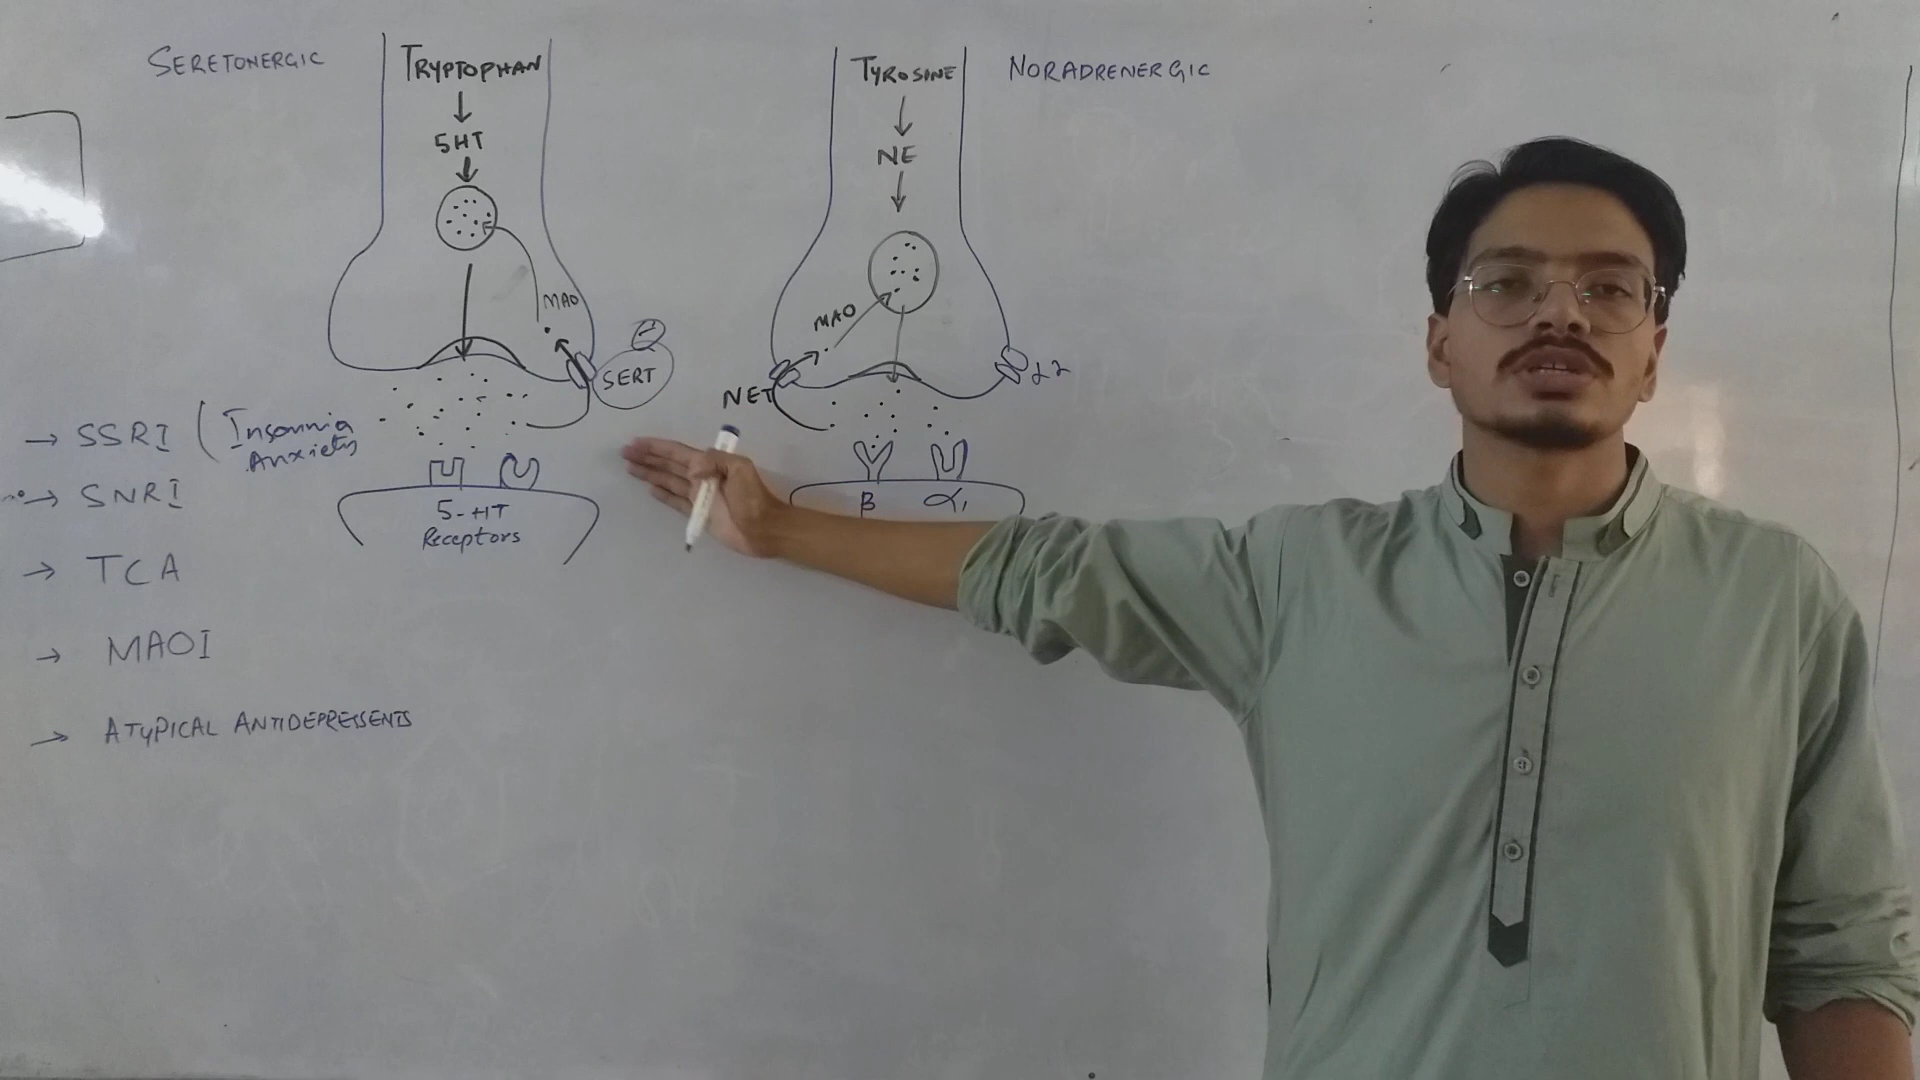 SERETONERGIC
TRYPTOPHAN
5HT
MAO
SERT
5-HT
Receptors
TYROSINE
NORADRENERGIC
NE
MAO
NET
α2
β
α1
→ SSRI ( Insomnia
Anxiety
→ SNRI
→ TCA
→ MAOI
→ ATYPICAL ANTIDEPRESSENTS